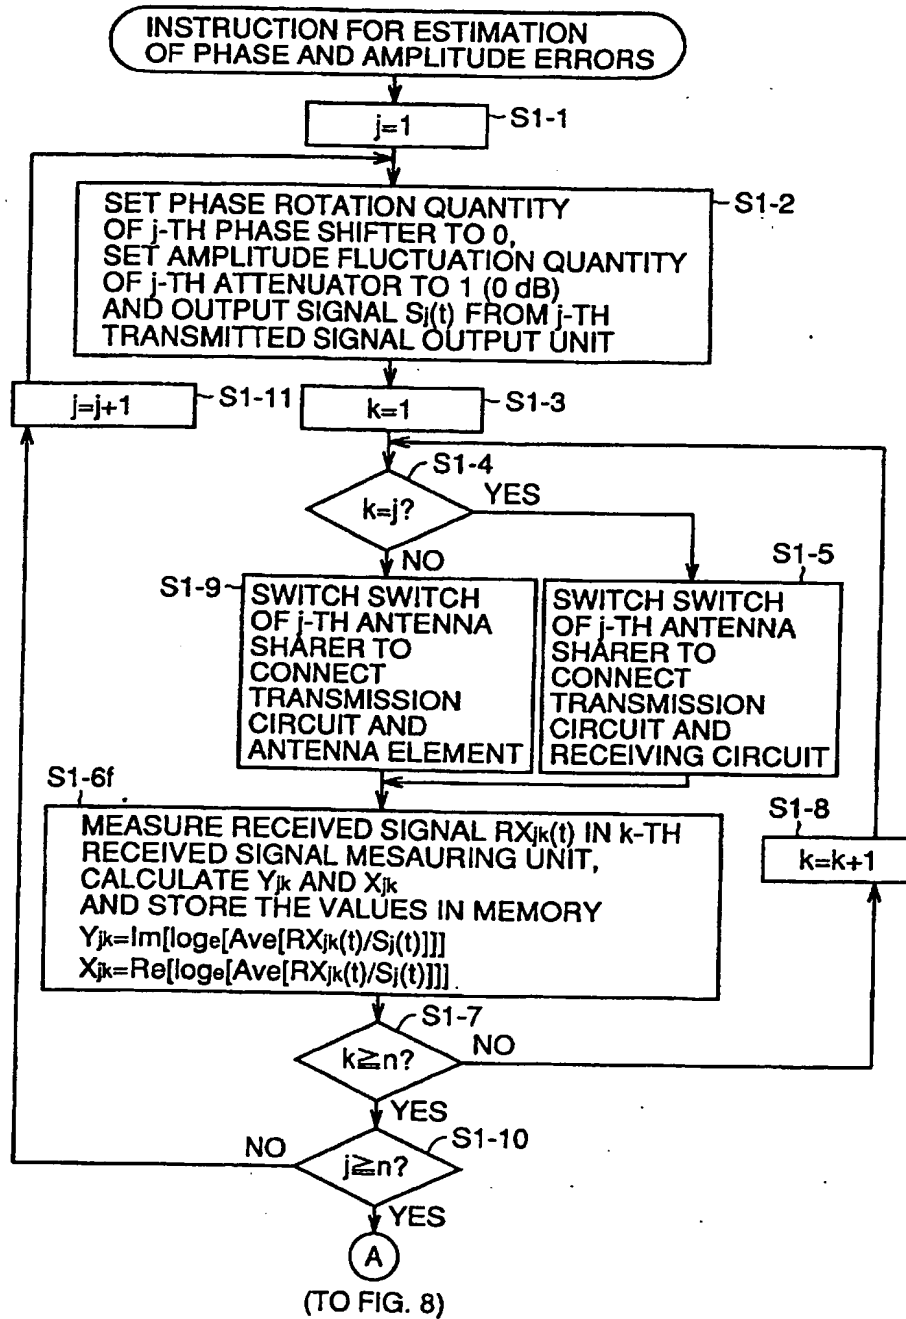 INSTRUCTION FOR ESTIMATION
OF PHASE AND AMPLITUDE ERRORS
j=1
S1-1
SET PHASE ROTATION QUANTITY
OF j-TH PHASE SHIFTER TO 0,
SET AMPLITUDE FLUCTUATION QUANTITY
OF j-TH ATTENUATOR TO 1 (0 dB)
AND OUTPUT SIGNAL Sj(t) FROM j-TH
TRANSMITTED SIGNAL OUTPUT UNIT
S1-2
j=j+1
S1-11
k=1
S1-3
S1-4
k=j?
YES
NO
S1-9
SWITCH SWITCH
OF j-TH ANTENNA
SHARER TO
CONNECT
TRANSMISSION
CIRCUIT AND
ANTENNA ELEMENT
S1-5
SWITCH SWITCH
OF j-TH ANTENNA
SHARER TO
CONNECT
TRANSMISSION
CIRCUIT AND
RECEIVING CIRCUIT
S1-6f
MEASURE RECEIVED SIGNAL RXjk(t) IN k-TH
RECEIVED SIGNAL MESAURING UNIT,
CALCULATE Yjk AND Xjk
AND STORE THE VALUES IN MEMORY
Yjk=Im[loge[Ave[RXjk(t)/Sj(t)]]]
Xjk=Re[loge[Ave[RXjk(t)/Sj(t)]]]
S1-8
k=k+1
S1-7
k≧n?
NO
YES
S1-10
j≧n?
NO
YES
A
(TO FIG. 8)